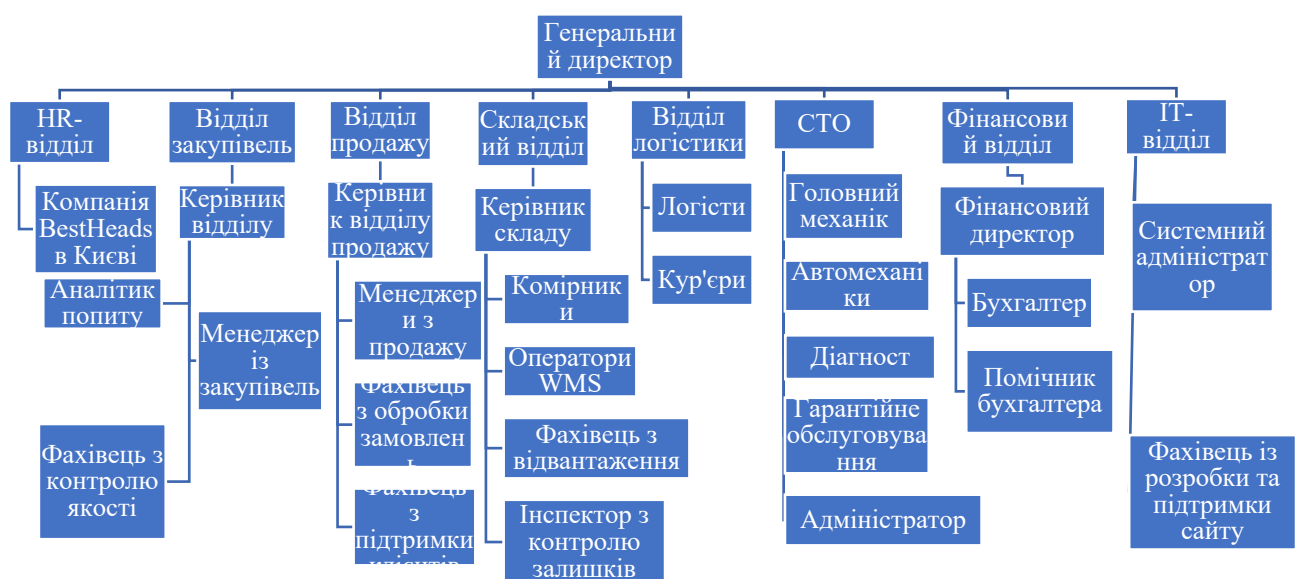 Генеральни
й директор
HR-
відділ
Відділ
закупівель
Відділ
продажу
Складськ
ий відділ
Відділ
логістики
СТО
Фінансови
й відділ
ІТ-
відділ
Компанія
BestHeads
в Києві
Керівник
відділу
Аналітик
попиту
Менеджер
із
закупівель
Фахівець з
контролю
якості
Керівни
к відділу
продажу
Менеджер
и з
продажу
Фахівець
з обробки
замовлен
ь
Фахівець
з
підтримки
клієнтів
Керівник
складу
Комірник
и
Оператори
WMS
Фахівець з
відвантаження
Інспектор з
контролю
залишків
Логісти
Кур'єри
Головний
механік
Автомехані
ки
Діагност
Гарантійне
обслуговува
ння
Адміністратор
Фінансовий
директор
Бухгалтер
Помічник
бухгалтера
Системний
адміністрат
ор
Фахівець із
розробки та
підтримки
сайту